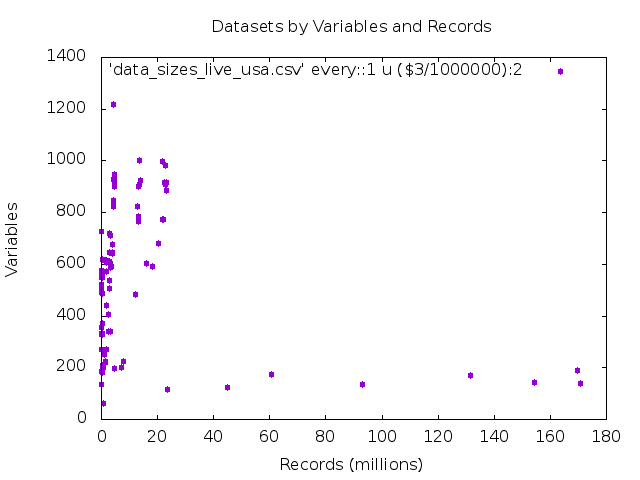 Datasets by Variables and Records
'data_sizes_live_usa.csv' every::1 u ($3/1000000):2
1400
1200
1000
800
600
400
200
0
Variables
0 20 40 60 80 100 120 140 160 180
Records (millions)